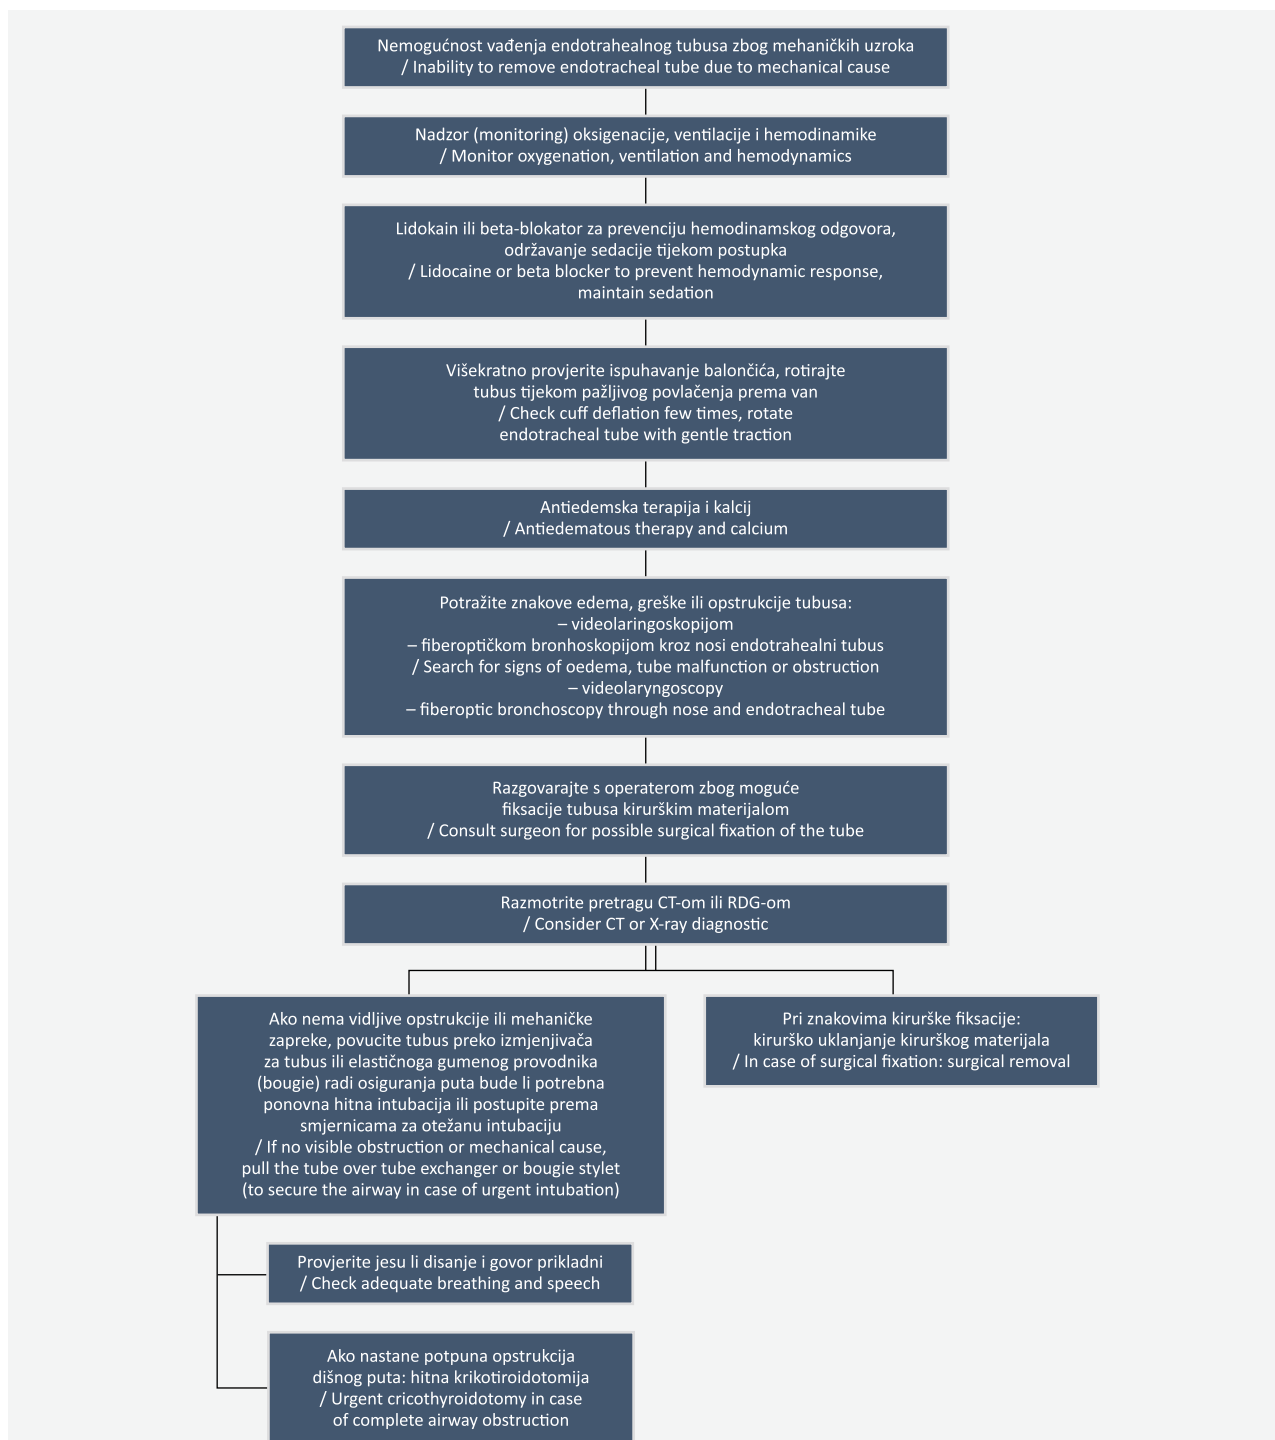 Nemogućnost vađenja endotrahealnog tubusa zbog mehaničkih uzroka
/ Inability to remove endotracheal tube due to mechanical cause
Nadzor (monitoring) oksigenacije, ventilacije i hemodinamike
/ Monitor oxygenation, ventilation and hemodynamics
Lidokain ili beta-blokator za prevenciju hemodinamskog odgovora,
održavanje sedacije tijekom postupka
/ Lidocaine or beta blocker to prevent hemodynamic response,
maintain sedation
Višekratno provjerite ispuhavanje balončića, rotirajte
tubus tijekom pažljivog povlačenja prema van
/ Check cuff deflation few times, rotate
endotracheal tube with gentle traction
Antiedemska terapija i kalcij
/ Antiedematous therapy and calcium
Potražite znakove edema, greške ili opstrukcije tubusa:
– videolaringoskopijom
– fiberoptičkom bronhoskopijom kroz nosi endotrahealni tubus
/ Search for signs of oedema, tube malfunction or obstruction
– videolaryngoscopy
– fiberoptic bronchoscopy through nose and endotracheal tube
Razgovarajte s operaterom zbog moguće
fiksacije tubusa kirurškim materijalom
/ Consult surgeon for possible surgical fixation of the tube
Razmotrite pretragu CT-om ili RDG-om
/ Consider CT or X-ray diagnostic
Ako nema vidljive opstrukcije ili mehaničke
zapreke, povucite tubus preko izmjenjivača
za tubus ili elastičnoga gumenog provodnika
(bougie) radi osiguranja puta bude li potrebna
ponovna hitna intubacija ili postupite prema
smjernicama za otežanu intubaciju
/ If no visible obstruction or mechanical cause,
pull the tube over tube exchanger or bougie stylet
(to secure the airway in case of urgent intubation)
Pri znakovima kirurške fiksacije:
kirurško uklanjanje kirurškog materijala
/ In case of surgical fixation: surgical removal
Provjerite jesu li disanje i govor prikladni
/ Check adequate breathing and speech
Ako nastane potpuna opstrukcija
dišnog puta: hitna krikotiroidotomija
/ Urgent cricothyroidotomy in case
of complete airway obstruction